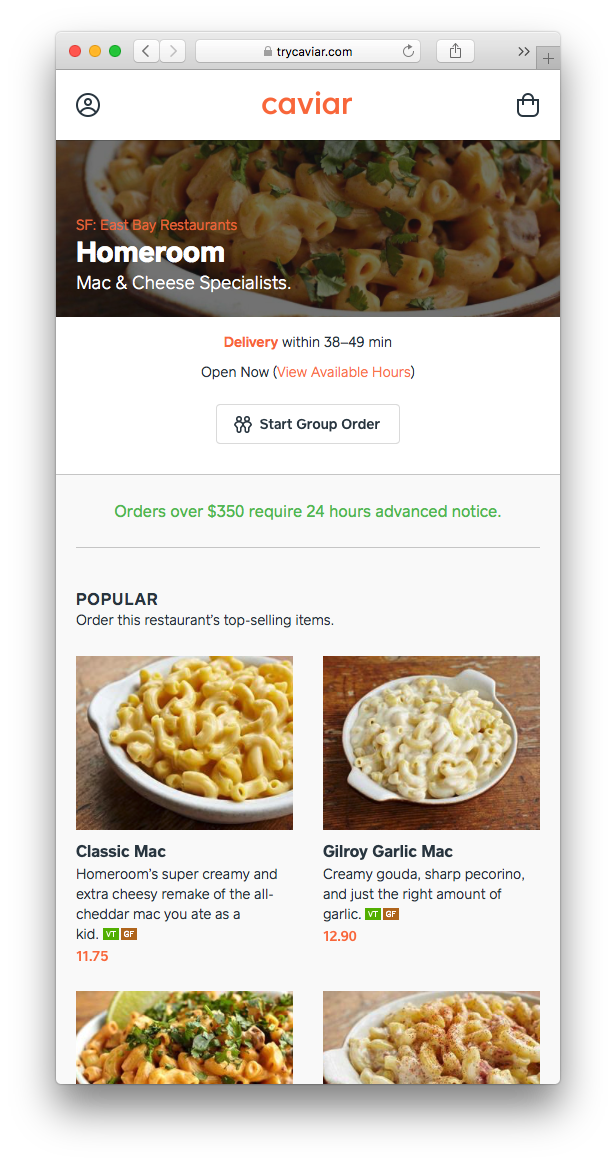 trycaviar.com
caviar
SF: East Bay Restaurants
Homeroom
Mac & Cheese Specialists.
Delivery within 38–49 min
Open Now (View Available Hours)
Start Group Order
Orders over $350 require 24 hours advanced notice.
POPULAR
Order this restaurant's top-selling items.
Classic Mac
Homeroom's super creamy and
extra cheesy remake of the all-
cheddar mac you ate as a
kid. VT GF
11.75
Gilroy Garlic Mac
Creamy gouda, sharp pecorino,
and just the right amount of
garlic. VT GF
12.90